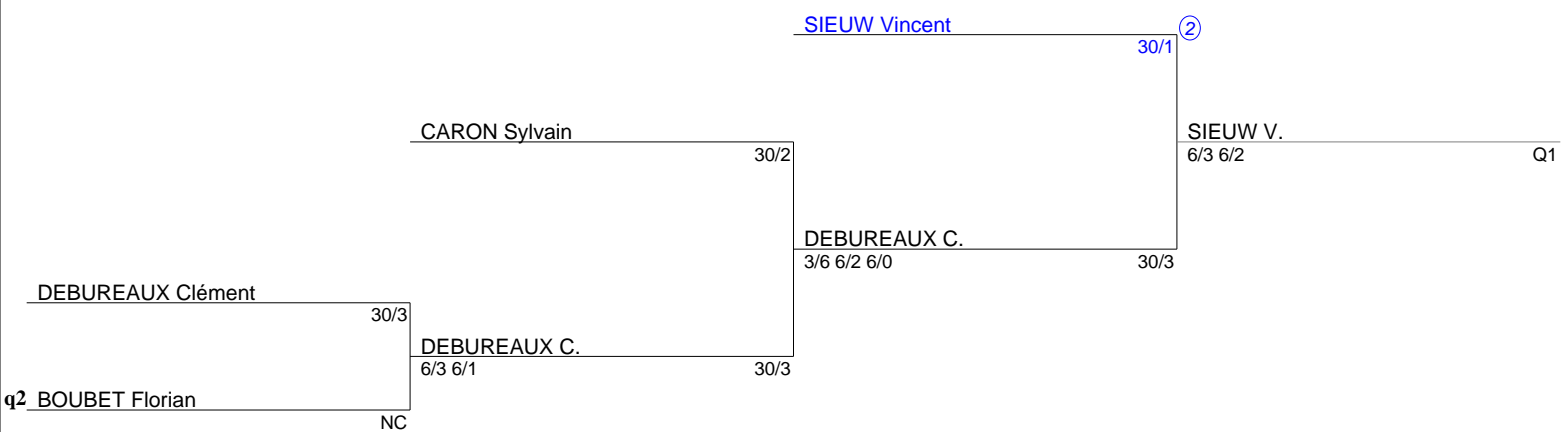 SIEUW Vincent
2
30/1
CARON Sylvain
30/2
SIEUW V.
6/3 6/2
Q1
DEBUREAUX C.
3/6 6/2 6/0
30/3
DEBUREAUX Clément
30/3
DEBUREAUX C.
6/3 6/1
30/3
q2 BOUBET Florian
NC